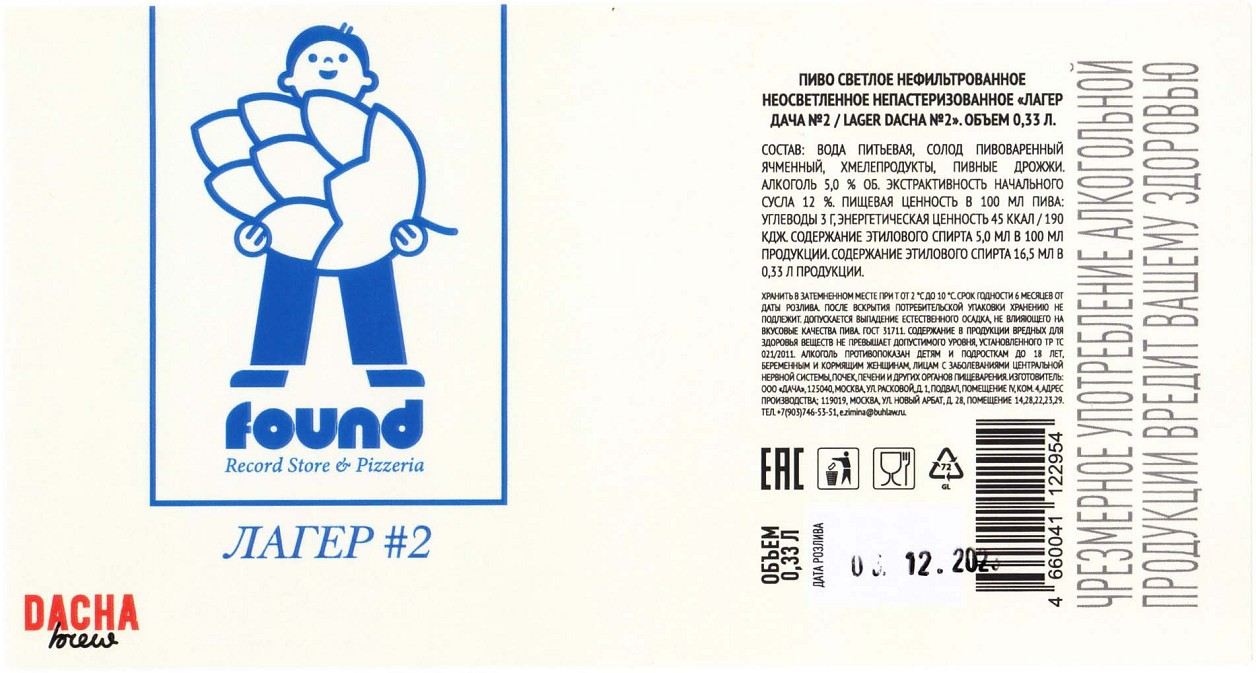 found
Record Store & Pizzeria
ЛАГЕР #2
DACHA
brew
ПИВО СВЕТЛОЕ НЕФИЛЬТРОВАННОЕ
НЕОСВЕТЛЕННОЕ НЕПАСТЕРИЗОВАННОЕ «ЛАГЕР
ДАЧА №2 / LAGER DACHA №2». ОБЪЕМ 0,33 Л.
СОСТАВ: ВОДА ПИТЬЕВАЯ, СОЛОД ПИВОВАРЕННЫЙ
ЯЧМЕННЫЙ, ХМЕЛЕПРОДУКТЫ, ПИВНЫЕ ДРОЖЖИ.
АЛКОГОЛЬ 5,0 % ОБ. ЭКСТРАКТИВНОСТЬ НАЧАЛЬНОГО
СУСЛА 12 %. ПИЩЕВАЯ ЦЕННОСТЬ В 100 МЛ ПИВА:
УГЛЕВОДЫ 3 Г, ЭНЕРГЕТИЧЕСКАЯ ЦЕННОСТЬ 45 ККАЛ / 190
КДЖ. СОДЕРЖАНИЕ ЭТИЛОВОГО СПИРТА 5,0 МЛ В 100 МЛ
ПРОДУКЦИИ. СОДЕРЖАНИЕ ЭТИЛОВОГО СПИРТА 16,5 МЛ В
0,33 Л ПРОДУКЦИИ.
ХРАНИТЬ В ЗАТЕМНЕННОМ МЕСТЕ ПРИ Т ОТ 2 °С ДО 10 °С. СРОК ГОДНОСТИ 6 МЕСЯЦЕВ ОТ
ДАТЫ РОЗЛИВА. ПОСЛЕ ВСКРЫТИЯ ПОТРЕБИТЕЛЬСКОЙ УПАКОВКИ ХРАНЕНИЮ НЕ
ПОДЛЕЖИТ. ДОПУСКАЕТСЯ ВЫПАДЕНИЕ ЕСТЕСТВЕННОГО ОСАДКА, НЕ ВЛИЯЮЩЕГО НА
ВКУСОВЫЕ КАЧЕСТВА ПИВА. ГОСТ 31711. СОДЕРЖАНИЕ В ПРОДУКЦИИ ВРЕДНЫХ ДЛЯ
ЗДОРОВЬЯ ВЕЩЕСТВ НЕ ПРЕВЫШАЕТ ДОПУСТИМОГО УРОВНЯ, УСТАНОВЛЕННОГО ТР ТС
021/2011. АЛКОГОЛЬ ПРОТИВОПОКАЗАН ДЕТЯМ И ПОДРОСТКАМ ДО 18 ЛЕТ,
БЕРЕМЕННЫМ И КОРМЯЩИМ ЖЕНЩИНАМ, ЛИЦАМ С ЗАБОЛЕВАНИЯМИ ЦЕНТРАЛЬНОЙ
НЕРВНОЙ СИСТЕМЫ, ПОЧЕК, ПЕЧЕНИ И ДРУГИХ ОРГАНОВ ПИЩЕВАРЕНИЯ. ИЗГОТОВИТЕЛЬ:
ООО «ДАЧА», 125040, МОСКВА, УЛ. РАСКОВОЙ, Д. 1, ПОДВАЛ, ПОМЕЩЕНИЕ IV, КОМ. 4, АДРЕС
ПРОИЗВОДСТВА; 119019, МОСКВА, УЛ. НОВЫЙ АРБАТ, Д. 28, ПОМЕЩЕНИЕ 14,28,22,23,29.
ТЕЛ. +7(903)746-53-51, e.zimina@buhlaw.ru.
EAC
72
GL
ОБЪЕМ
0,33 Л
ДАТА РОЗЛИВА
12.202
4 660041 122954
ЧРЕЗМЕРНОЕ УПОТРЕБЛЕНИЕ АЛКОГОЛЬНОЙ
ПРОДУКЦИИ ВРЕДИТ ВАШЕМУ ЗДОРОВЬЮ